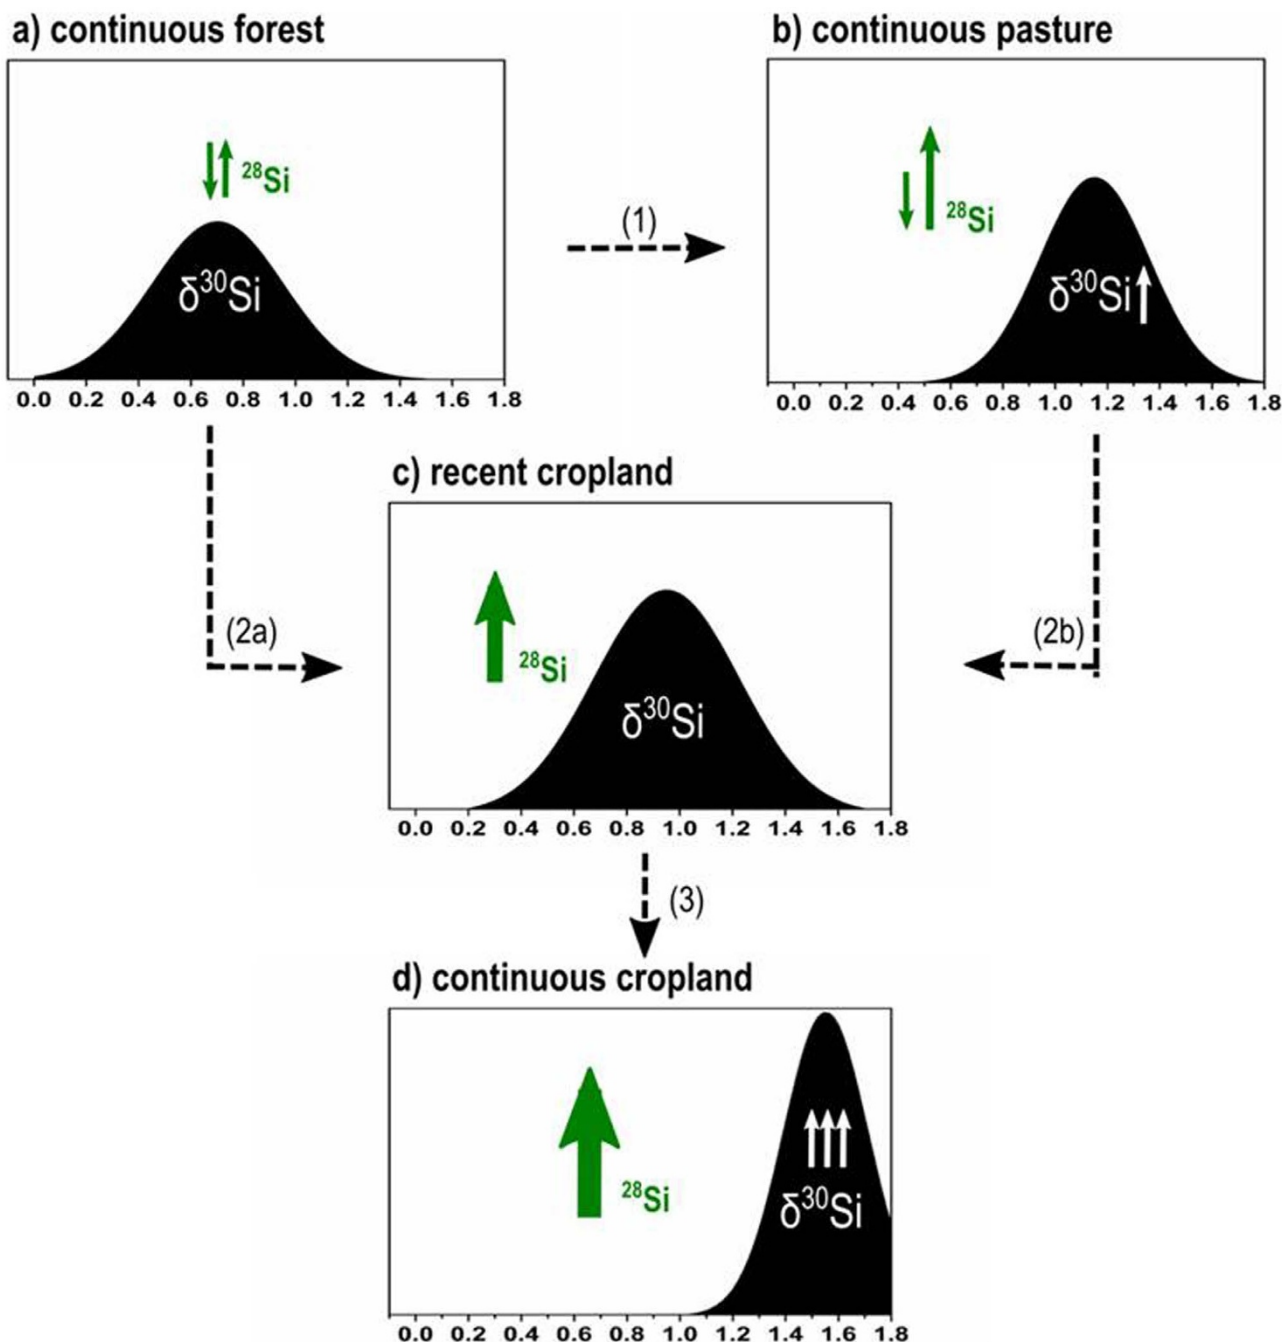 a) continuous forest
b) continuous pasture
²⁸Si
δ³⁰Si
0.0 0.2 0.4 0.6 0.8 1.0 1.2 1.4 1.6 1.8
(1)
²⁸Si
δ³⁰Si
0.0 0.2 0.4 0.6 0.8 1.0 1.2 1.4 1.6 1.8
c) recent cropland
(2a)
(2b)
²⁸Si
δ³⁰Si
0.0 0.2 0.4 0.6 0.8 1.0 1.2 1.4 1.6 1.8
(3)
d) continuous cropland
²⁸Si
δ³⁰Si
0.0 0.2 0.4 0.6 0.8 1.0 1.2 1.4 1.6 1.8